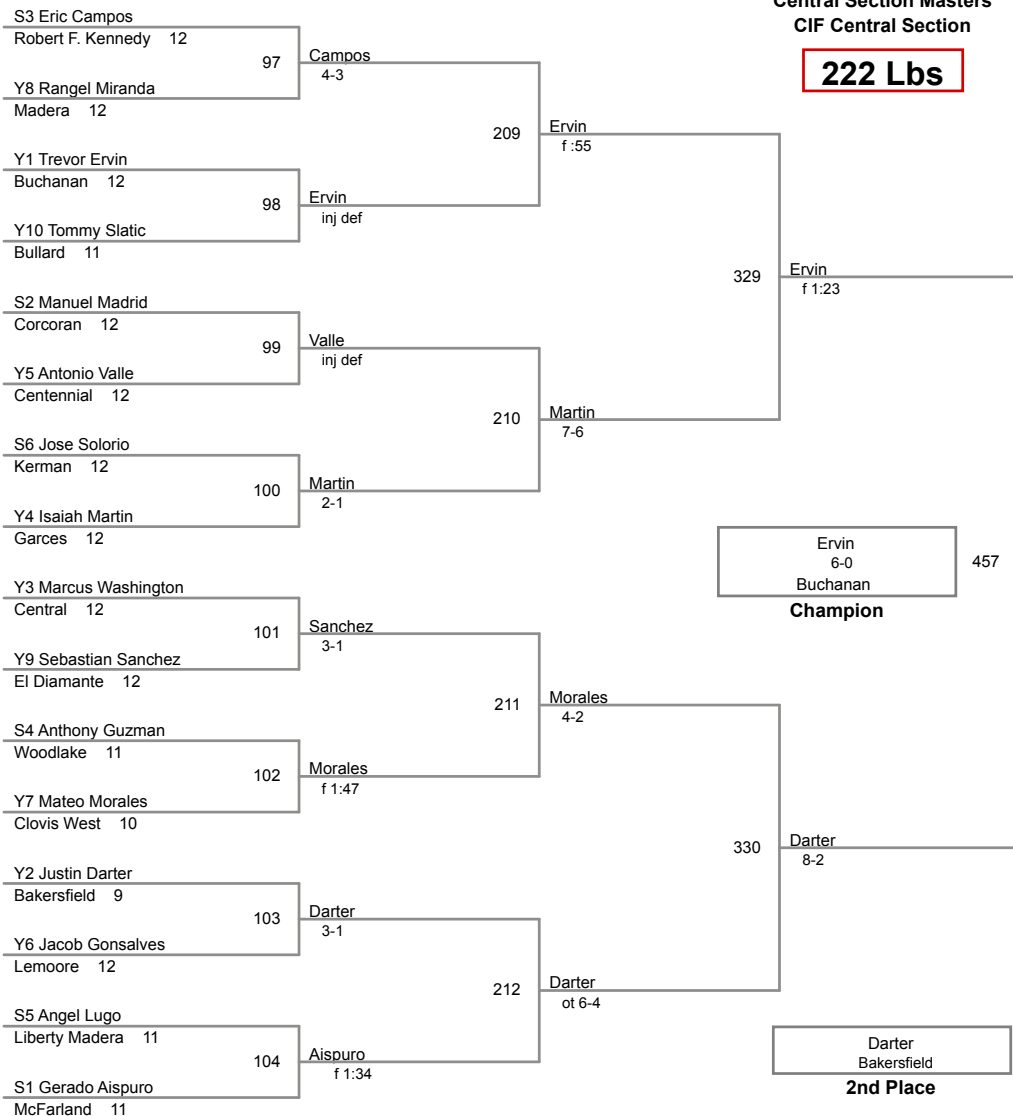 Central Section Masters
CIF Central Section
222 Lbs
S3 Eric Campos
Robert F. Kennedy 12
97
Campos
4-3
Y8 Rangel Miranda
Madera 12
209
Ervin
f :55
Y1 Trevor Ervin
Buchanan 12
98
Ervin
inj def
Y10 Tommy Slatic
Bullard 11
329
Ervin
f 1:23
S2 Manuel Madrid
Corcoran 12
99
Valle
inj def
Y5 Antonio Valle
Centennial 12
210
Martin
7-6
S6 Jose Solorio
Kerman 12
100
Martin
2-1
Y4 Isaiah Martin
Garces 12
Ervin
6-0
Buchanan
457
Champion
Y3 Marcus Washington
Central 12
101
Sanchez
3-1
Y9 Sebastian Sanchez
El Diamante 12
211
Morales
4-2
S4 Anthony Guzman
Woodlake 11
102
Morales
f 1:47
Y7 Mateo Morales
Clovis West 10
330
Darter
8-2
Y2 Justin Darter
Bakersfield 9
103
Darter
3-1
Y6 Jacob Gonsalves
Lemoore 12
212
Darter
ot 6-4
S5 Angel Lugo
Liberty Madera 11
104
Aispuro
f 1:34
S1 Gerado Aispuro
McFarland 11
Darter
Bakersfield
2nd Place